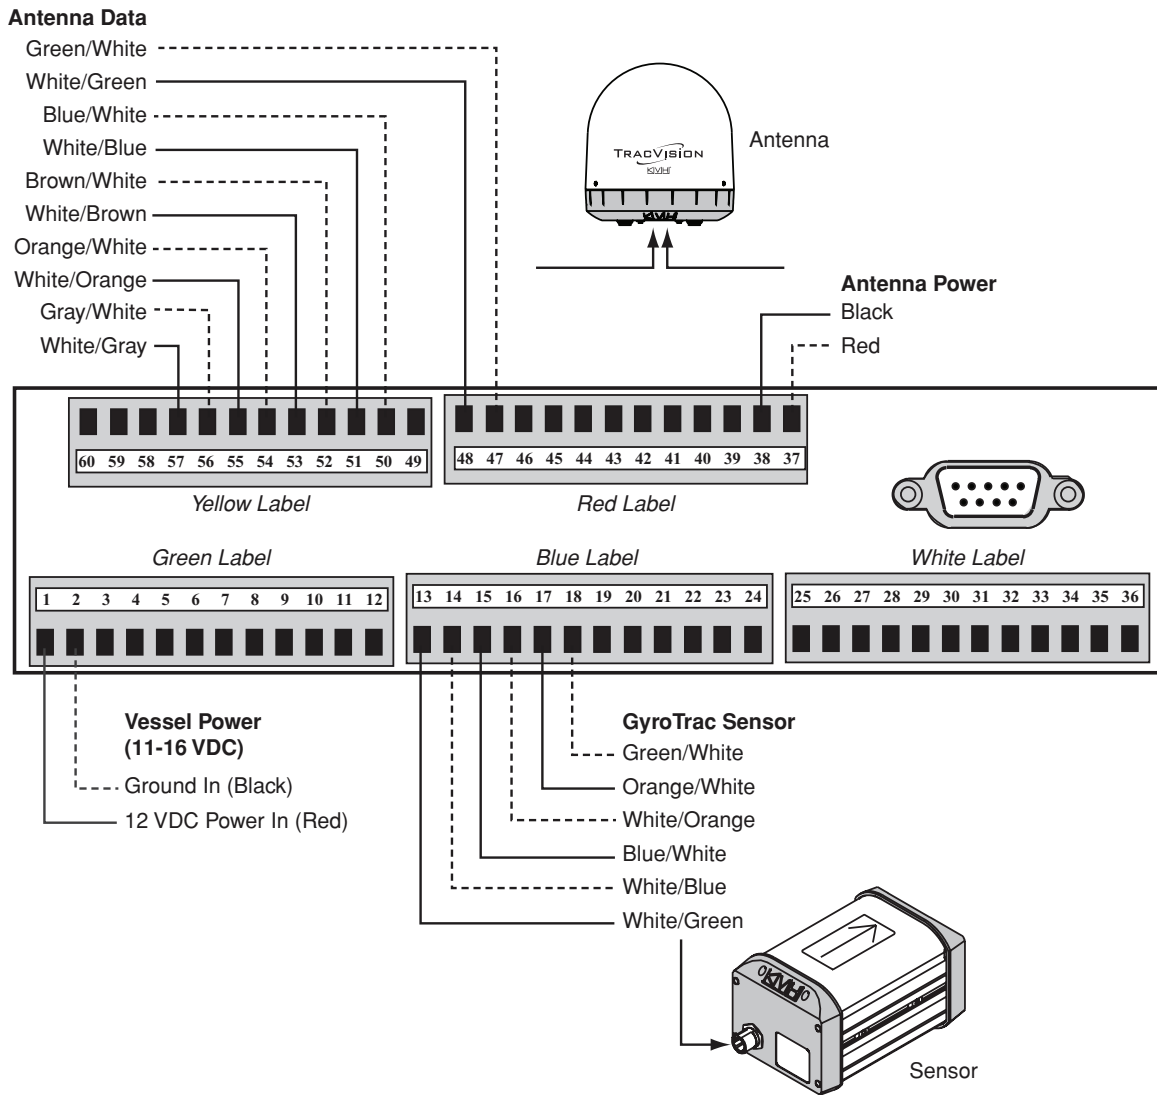 Antenna Data
Green/White
White/Green
Blue/White
White/Blue
Brown/White
White/Brown
Orange/White
White/Orange
Gray/White
White/Gray
TRACVISION
KVH
KVH
Antenna
Antenna Power
Black
Red
60 59 58 57 56 55 54 53 52 51 50 49
Yellow Label
48 47 46 45 44 43 42 41 40 39 38 37
Red Label
Green Label
1 2 3 4 5 6 7 8 9 10 11 12
Blue Label
13 14 15 16 17 18 19 20 21 22 23 24
White Label
25 26 27 28 29 30 31 32 33 34 35 36
Vessel Power
(11-16 VDC)
Ground In (Black)
12 VDC Power In (Red)
GyroTrac Sensor
Green/White
Orange/White
White/Orange
Blue/White
White/Blue
White/Green
KVH
Sensor